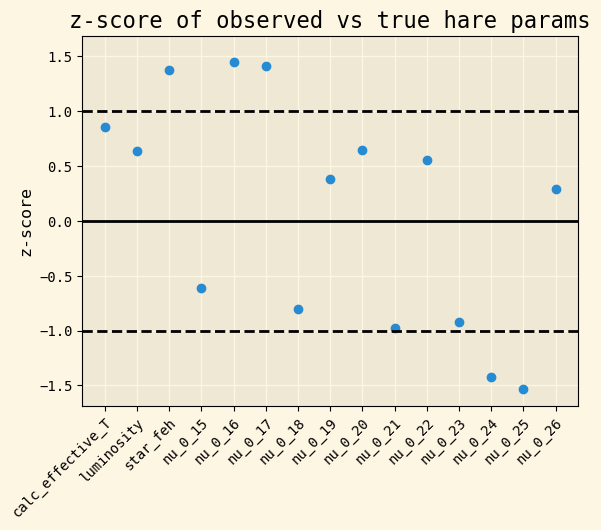 z-score of observed vs true hare params
z-score
1.5
1.0
0.5
0.0
−0.5
−1.0
−1.5
calc_effective_T
luminosity
star_feh
nu_0_15
nu_0_16
nu_0_17
nu_0_18
nu_0_19
nu_0_20
nu_0_21
nu_0_22
nu_0_23
nu_0_24
nu_0_25
nu_0_26